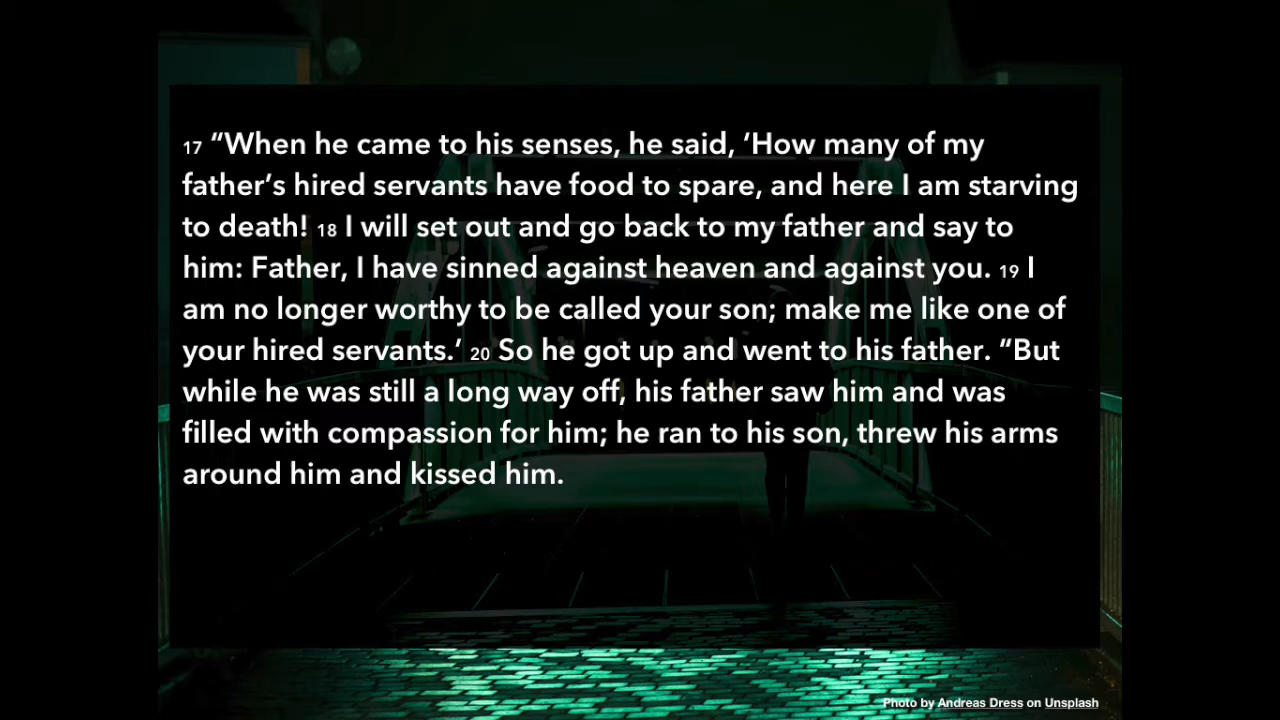 17 “When he came to his senses, he said, ‘How many of my
father’s hired servants have food to spare, and here I am starving
to death! 18 I will set out and go back to my father and say to
him: Father, I have sinned against heaven and against you. 19 I
am no longer worthy to be called your son; make me like one of
your hired servants.’ 20 So he got up and went to his father. “But
while he was still a long way off, his father saw him and was
filled with compassion for him; he ran to his son, threw his arms
around him and kissed him.
Photo by Andreas Dress on Unsplash